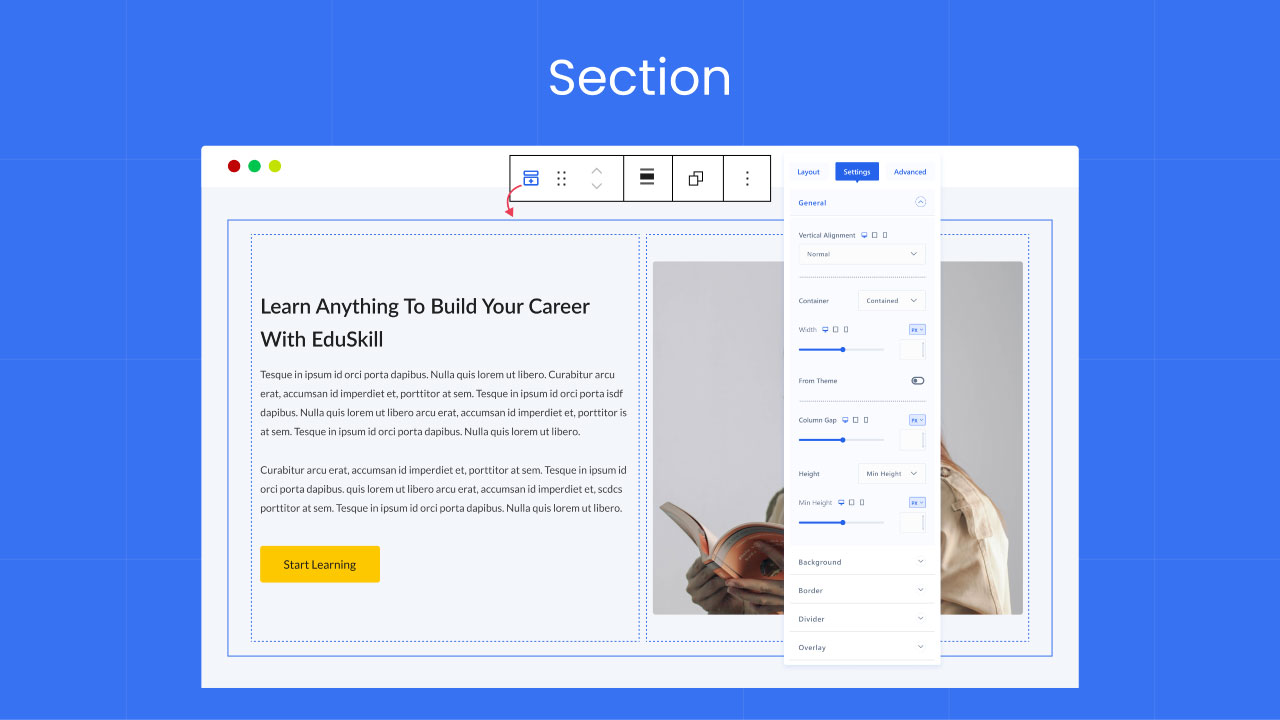 Section
Layout
Settings
Advanced
General
Vertical Alignment
Normal
Container
Contained
Width
PX
From Theme
Column Gap
PX
Height
Min Height
Min Height
PX
Background
Border
Divider
Overlay
Learn Anything To Build Your Career
With EduSkill
Tesque in ipsum id orci porta dapibus. Nulla quis lorem ut libero. Curabitur arcu
erat, accumsan id imperdiet et, porttitor at sem. Tesque in ipsum id orci porta isdf
dapibus. Nulla quis lorem ut libero arcu erat, accumsan id imperdiet et, porttitor is
at sem. Tesque in ipsum id orci porta dapibus. Nulla quis lorem ut libero.
Curabitur arcu erat, accumsan id imperdiet et, porttitor at sem. Tesque in ipsum id
orci porta dapibus. quis lorem ut libero arcu erat, accumsan id imperdiet et, scdcs
porttitor at sem. Tesque in ipsum id orci porta dapibus. Nulla quis lorem ut libero.
Start Learning